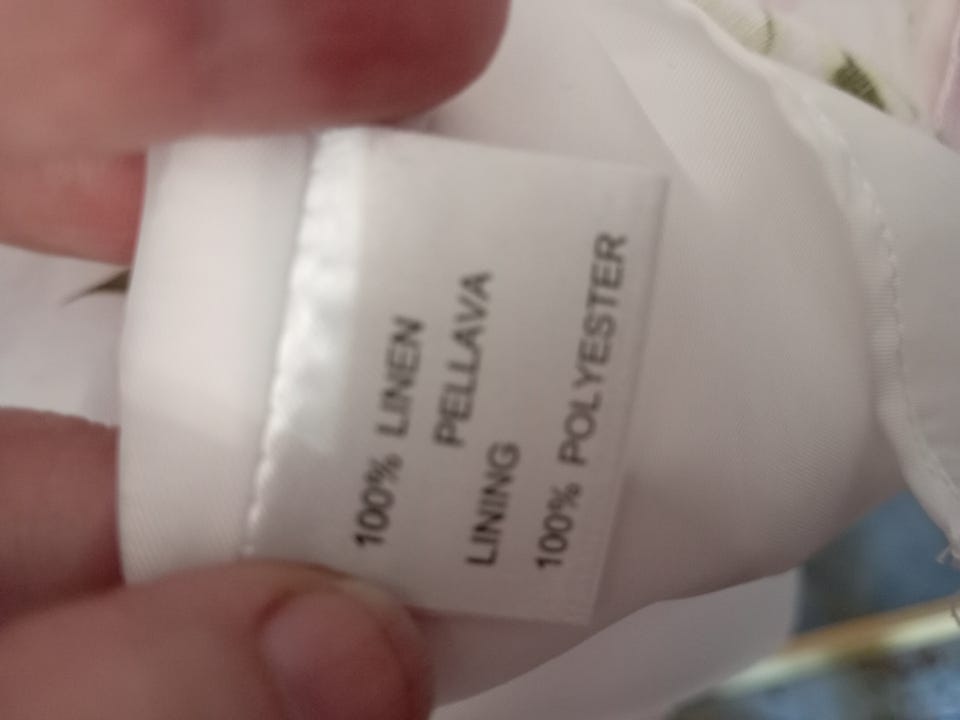 100% LINEN
PELLAVA
LINING
100% POLYESTER